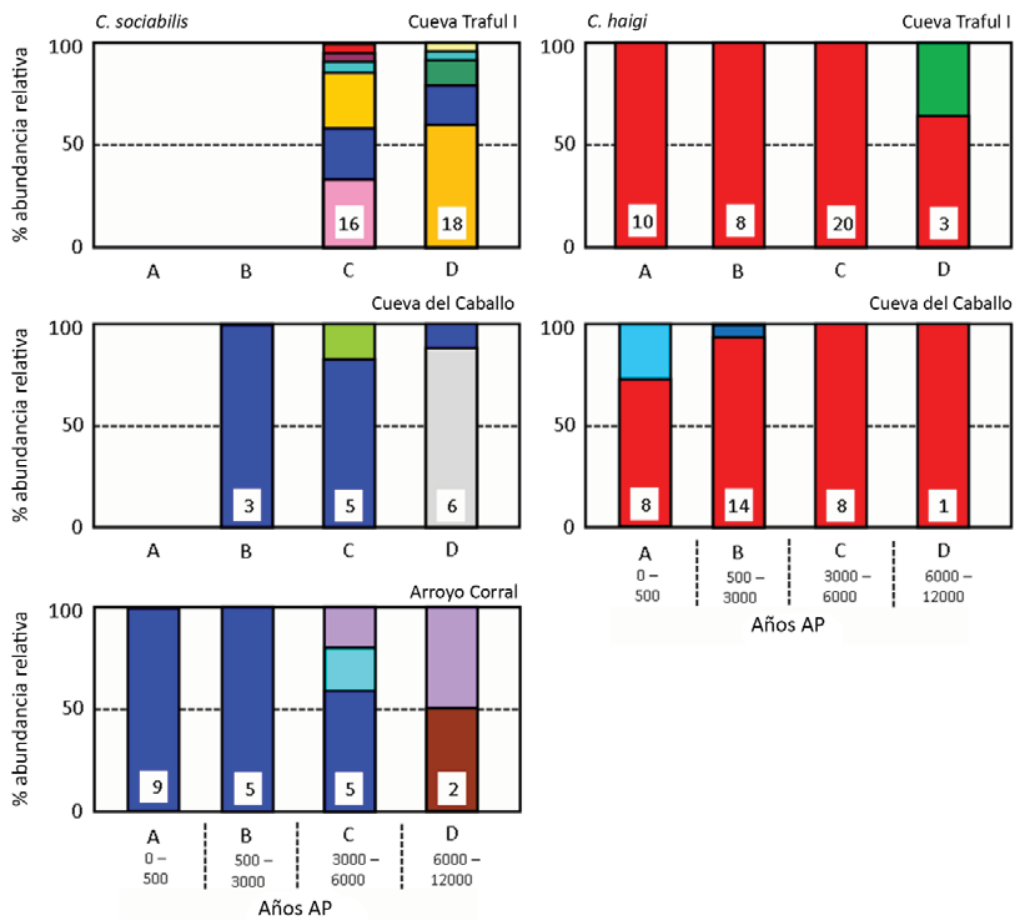 C. sociabilis
Cueva Traful I
% abundancia relativa
100
50
0
16
18
A
B
C
D
C. haigi
Cueva Traful I
100
50
0
10
8
20
3
A
B
C
D
Cueva del Caballo
% abundancia relativa
100
50
0
3
5
6
A
B
C
D
Cueva del Caballo
100
50
0
8
14
8
1
A
B
C
D
0 –
500
500 –
3000
3000 –
6000
6000 –
12000
Años AP
Arroyo Corral
% abundancia relativa
100
50
0
9
5
5
2
A
B
C
D
0 –
500
500 –
3000
3000 –
6000
6000 –
12000
Años AP